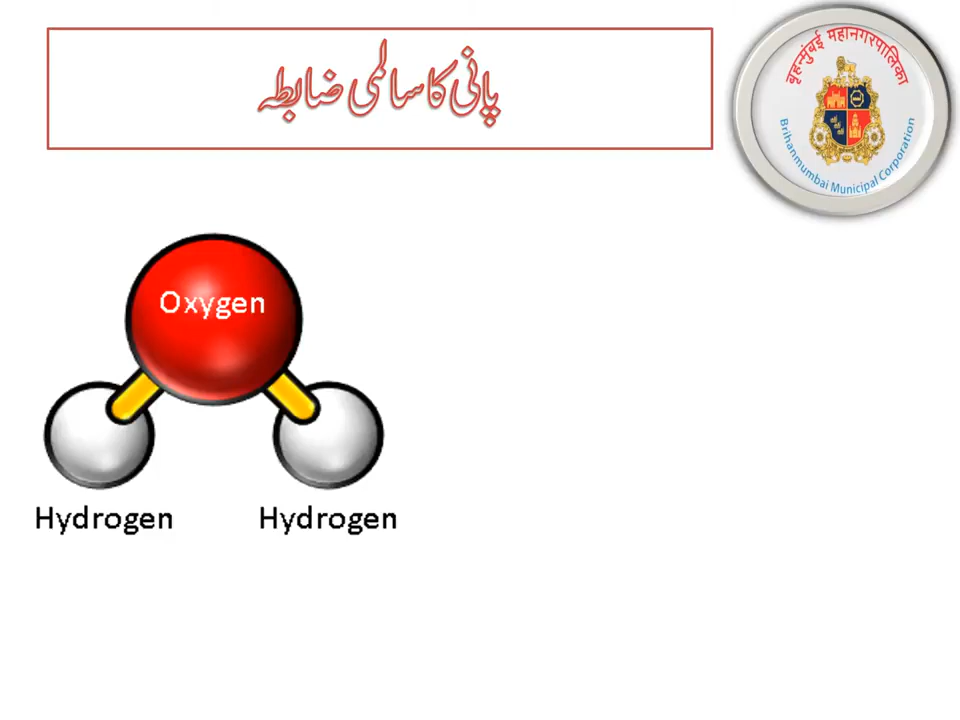 پانی کا سالمی ضابطہ
बृहन्मुंबई महानगरपालिका
Brihanmumbai Municipal Corporation
Oxygen
Hydrogen
Hydrogen